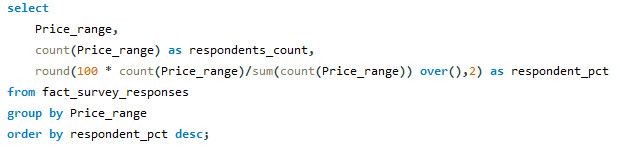 select
Price_range,
count(Price_range) as respondents_count,
round(100 * count(Price_range)/sum(count(Price_range)) over(),2) as respondent_pct
from fact_survey_responses
group by Price_range
order by respondent_pct desc;